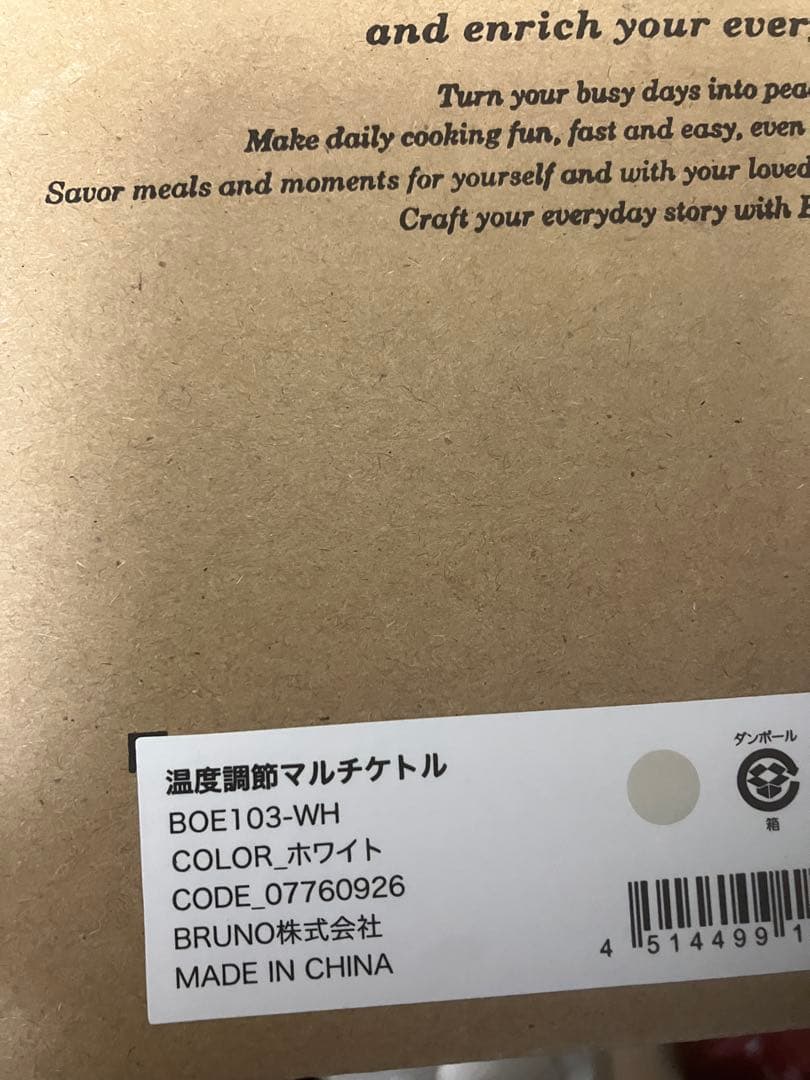 and enrich your every
Turn your busy days into pea
Make daily cooking fun, fast and easy, even
Savor meals and moments for yourself and with your loved
Craft your everyday story with
温度調節マルチケトル
BOE103-WH
COLOR_ホワイト
CODE_07760926
BRUNO株式会社
MADE IN CHINA
ダンボール
箱
4 514499 1